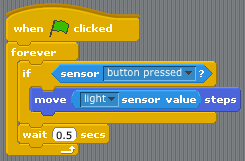 when clicked
forever
if sensor button pressed ?
move light sensor value steps
wait 0.5 secs